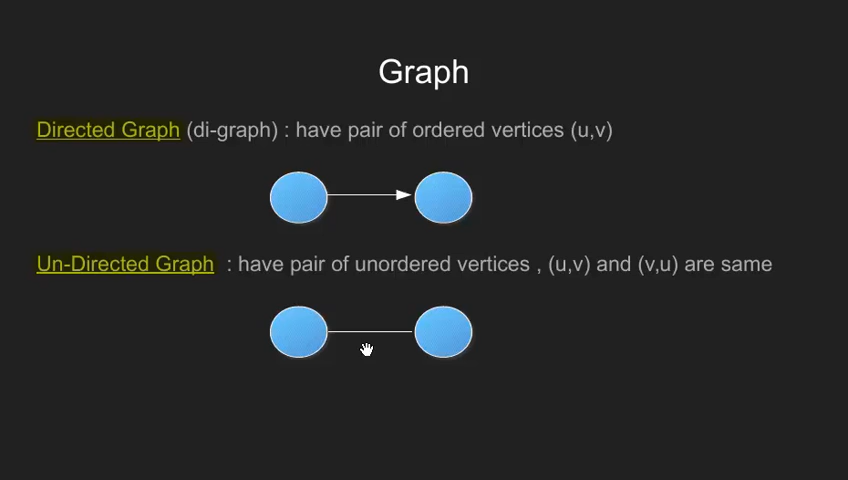 Graph
Directed Graph (di-graph) : have pair of ordered vertices (u,v)
Un-Directed Graph : have pair of unordered vertices , (u,v) and (v,u) are same